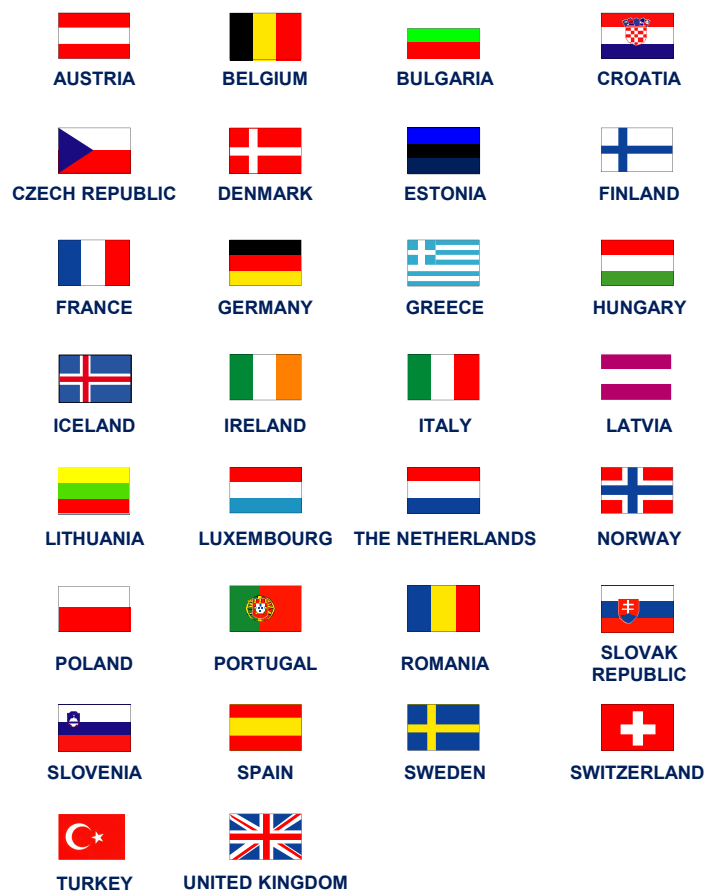 AUSTRIA
BELGIUM
BULGARIA
CROATIA
CZECH REPUBLIC
DENMARK
ESTONIA
FINLAND
FRANCE
GERMANY
GREECE
HUNGARY
ICELAND
IRELAND
ITALY
LATVIA
LITHUANIA
LUXEMBOURG
THE NETHERLANDS
NORWAY
POLAND
PORTUGAL
ROMANIA
SLOVAK
REPUBLIC
SLOVENIA
SPAIN
SWEDEN
SWITZERLAND
TURKEY
UNITED KINGDOM